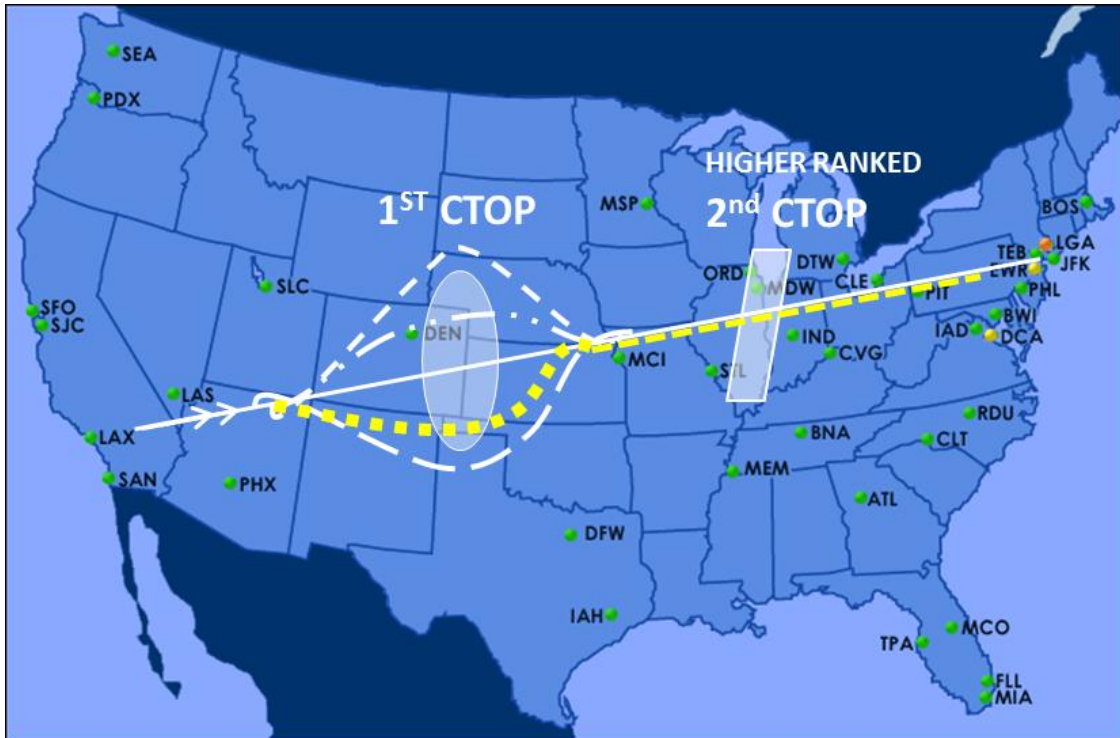 SEA
PDX
HIGHER RANKED
1ST CTOP
2nd CTOP
MSP
BOS
LGA
TEB
JFK
ORD
DTW
EWR
CLE
SLC
MDW
PIT
PHL
SFO
BWI
SJC
DEN
IND
IAD
DCA
MCI
CVG
STL
LAS
RDU
LAX
BNA
CLT
MEM
SAN
PHX
ATL
DFW
IAH
MCO
TPA
FLL
MIA